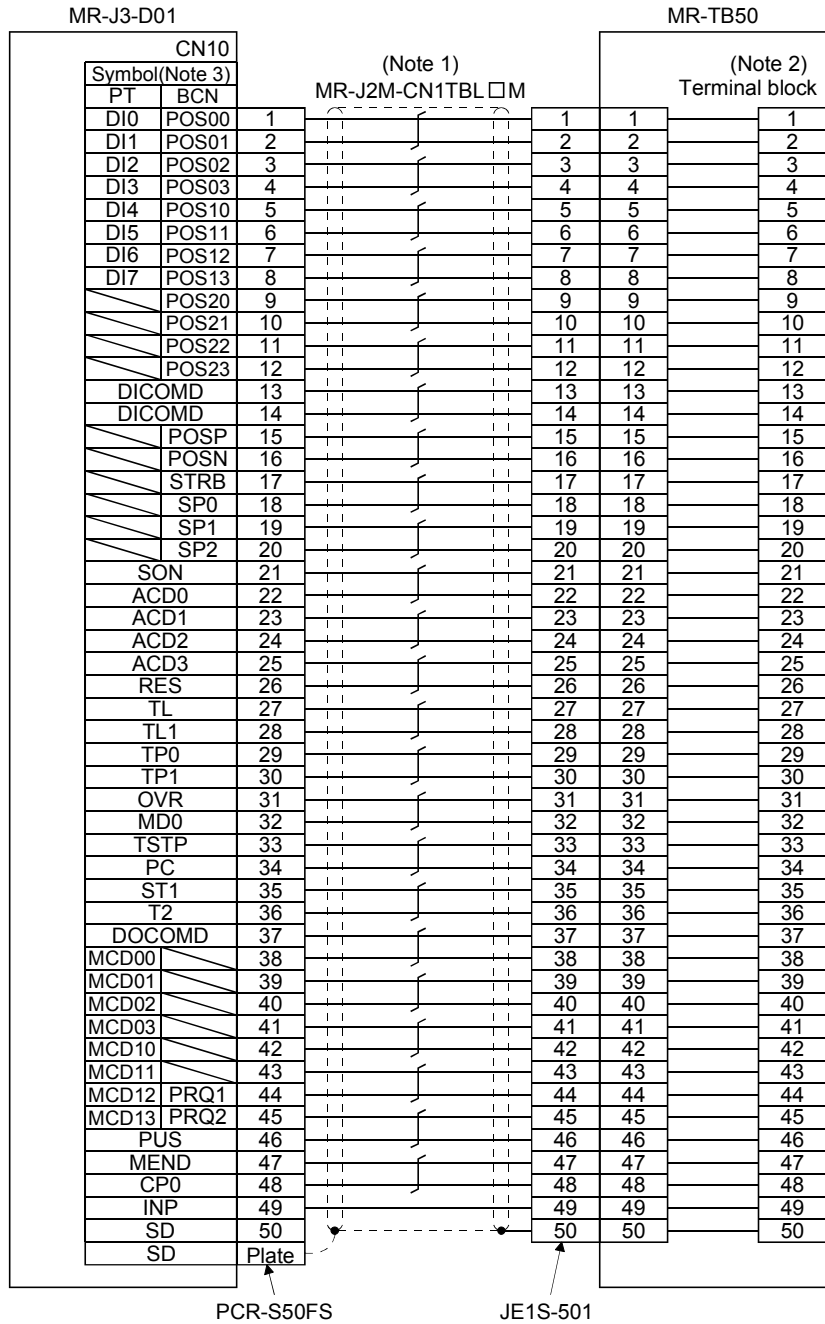 MR-J3-D01 MR-TB50
CN10
(Note 1) (Note 2)
Symbol(Note 3) MR-J2M-CN1TBL□M Terminal block
PT BCN
DI0 POS00 1 1 1 1
DI1 POS01 2 2 2 2
DI2 POS02 3 3 3 3
DI3 POS03 4 4 4 4
DI4 POS10 5 5 5 5
DI5 POS11 6 6 6 6
DI6 POS12 7 7 7 7
DI7 POS13 8 8 8 8
POS20 9 9 9 9
POS21 10 10 10 10
POS22 11 11 11 11
POS23 12 12 12 12
DICOMD 13 13 13 13
DICOMD 14 14 14 14
POSP 15 15 15 15
POSN 16 16 16 16
STRB 17 17 17 17
SP0 18 18 18 18
SP1 19 19 19 19
SP2 20 20 20 20
SON 21 21 21 21
ACD0 22 22 22 22
ACD1 23 23 23 23
ACD2 24 24 24 24
ACD3 25 25 25 25
RES 26 26 26 26
TL 27 27 27 27
TL1 28 28 28 28
TP0 29 29 29 29
TP1 30 30 30 30
OVR 31 31 31 31
MD0 32 32 32 32
TSTP 33 33 33 33
PC 34 34 34 34
ST1 35 35 35 35
T2 36 36 36 36
DOCOMD 37 37 37 37
MCD00 38 38 38 38
MCD01 39 39 39 39
MCD02 40 40 40 40
MCD03 41 41 41 41
MCD10 42 42 42 42
MCD11 43 43 43 43
MCD12 PRQ1 44 44 44 44
MCD13 PRQ2 45 45 45 45
PUS 46 46 46 46
MEND 47 47 47 47
CP0 48 48 48 48
INP 49 49 49 49
SD 50 50 50 50
SD Plate
PCR-S50FS JE1S-501